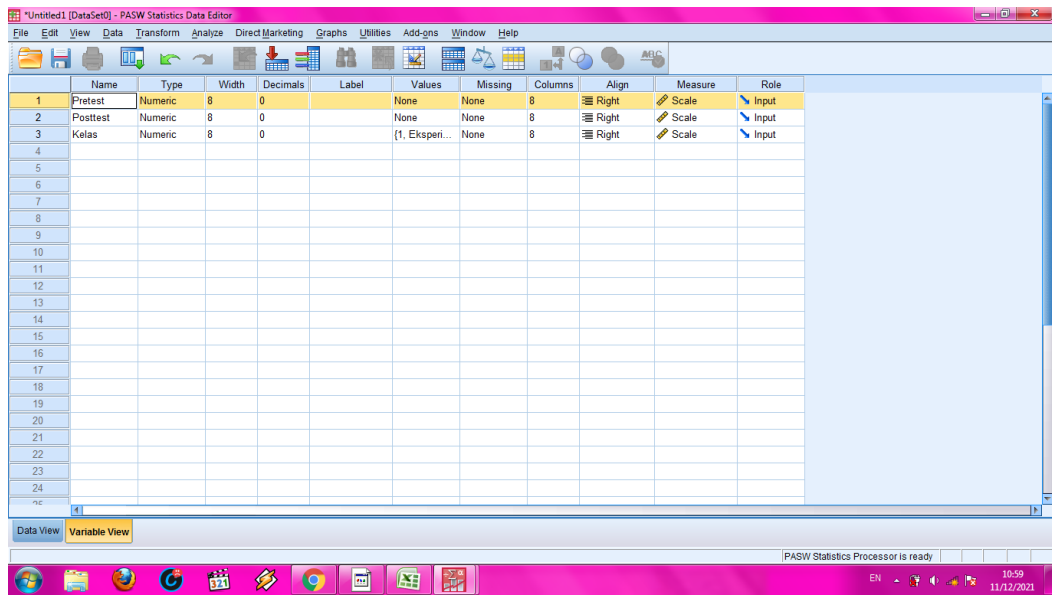 *Untitled1 [DataSet0] - PASW Statistics Data Editor
File Edit View Data Transform Analyze Direct Marketing Graphs Utilities Add-ons Window Help
Name Type Width Decimals Label Values Missing Columns Align Measure Role
1 Pretest Numeric 8 0 None None 8 Right Scale Input
2 Posttest Numeric 8 0 None None 8 Right Scale Input
3 Kelas Numeric 8 0 {1, Eksperi... None 8 Right Scale Input
4
5
6
7
8
9
10
11
12
13
14
15
16
17
18
19
20
21
22
23
24
Data View Variable View
PASW Statistics Processor is ready
EN 10:59
11/12/2021